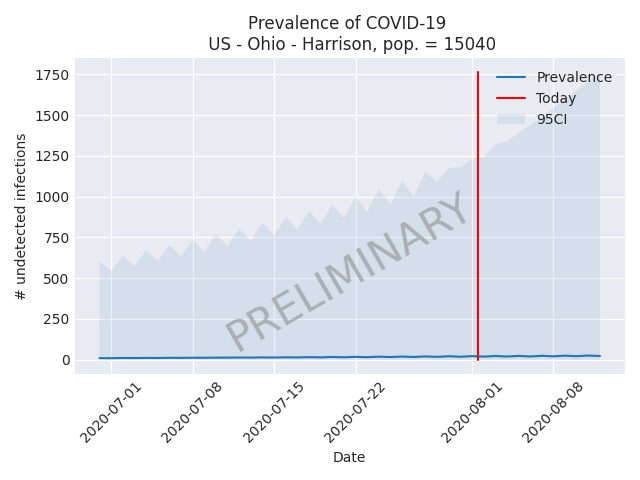 Prevalence of COVID-19
US - Ohio - Harrison, pop. = 15040
1750
1500
1250
1000
750
500
250
0
# undetected infections
Prevalence
Today
95CI
PRELIMINARY
2020-07-01
2020-07-08
2020-07-15
2020-07-22
2020-08-01
2020-08-08
Date